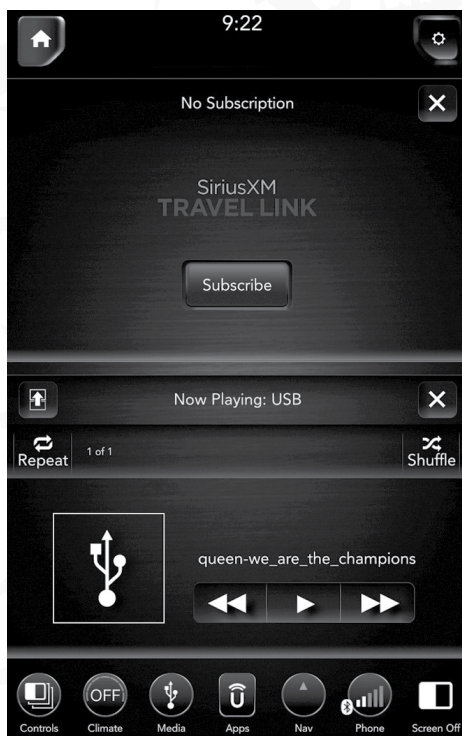 9:22
No Subscription
SiriusXM
TRAVEL LINK
Subscribe
Now Playing: USB
Repeat
1 of 1
Shuffle
queen-we_are_the_champions
OFF
Controls
Climate
Media
Apps
Nav
Phone
Screen Off